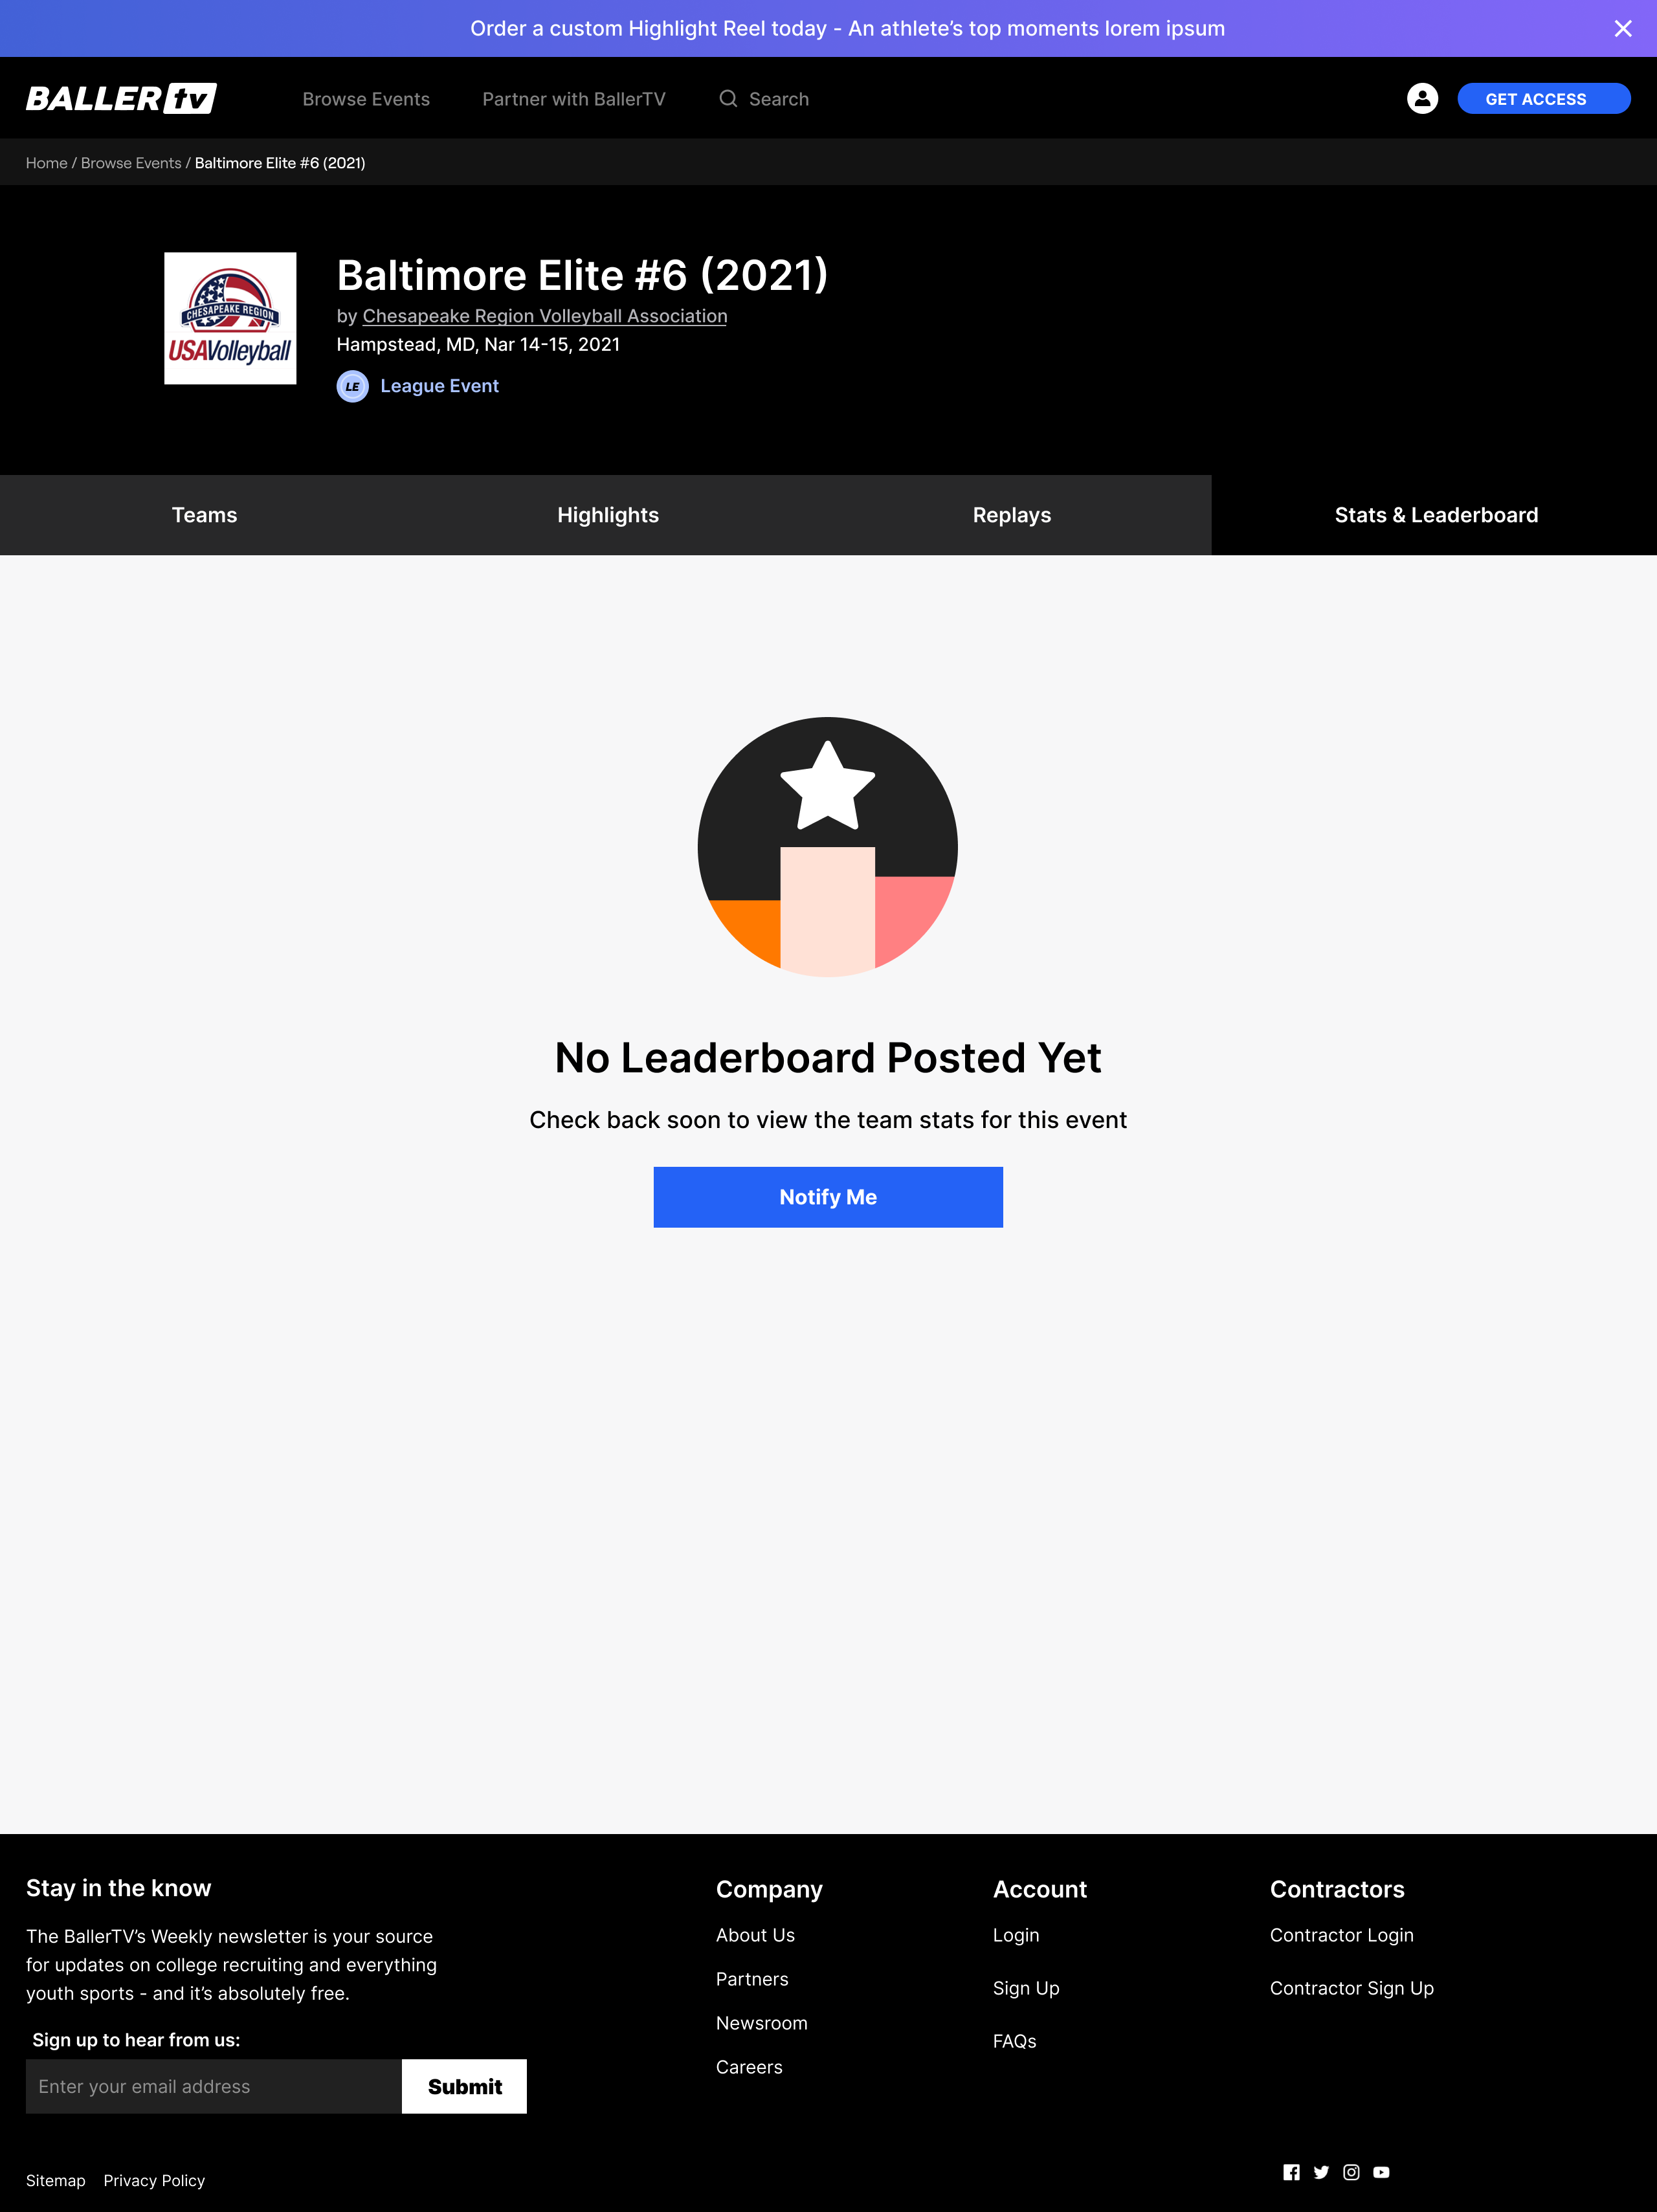 Order a custom Highlight Reel today - An athlete’s top moments lorem ipsum
BALLER tv
Browse Events
Partner with BallerTV
Search
GET ACCESS
Home / Browse Events / Baltimore Elite #6 (2021)
CHESAPEAKE REGION
USAVolleyball
Baltimore Elite #6 (2021)
by Chesapeake Region Volleyball Association
Hampstead, MD, Nar 14-15, 2021
LE
League Event
Teams
Highlights
Replays
Stats & Leaderboard
No Leaderboard Posted Yet
Check back soon to view the team stats for this event
Notify Me
Stay in the know
The BallerTV’s Weekly newsletter is your source
for updates on college recruiting and everything
youth sports - and it’s absolutely free.
Sign up to hear from us:
Enter your email address
Submit
Company
About Us
Partners
Newsroom
Careers
Account
Login
Sign Up
FAQs
Contractors
Contractor Login
Contractor Sign Up
Sitemap
Privacy Policy